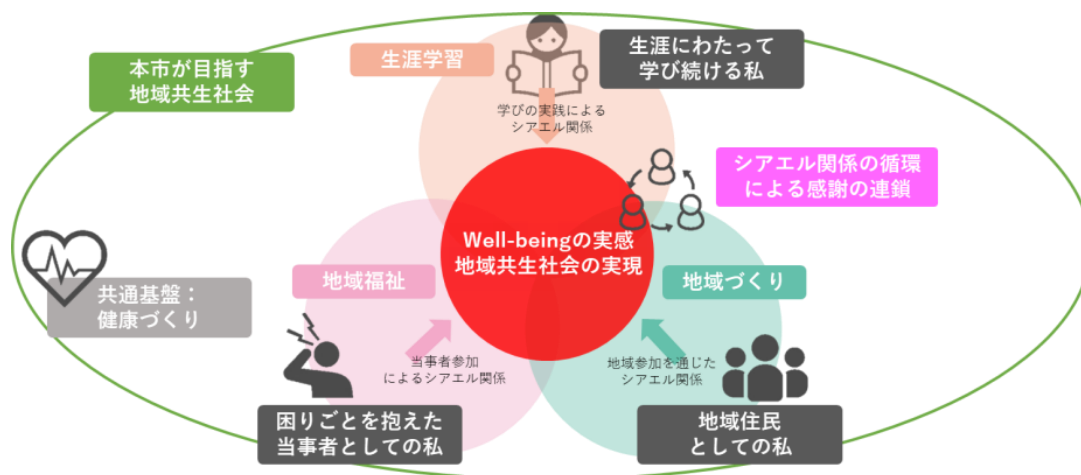 本市が目指す
地域共生社会
生涯学習
生涯にわたって
学び続ける私
学びの実践による
シアエル関係
シアエル関係の循環
による感謝の連鎖
Well-beingの実感
地域共生社会の実現
共通基盤：
健康づくり
地域福祉
地域づくり
当事者参加
によるシアエル関係
地域参加を通じた
シアエル関係
困りごとを抱えた
当事者としての私
地域住民
としての私